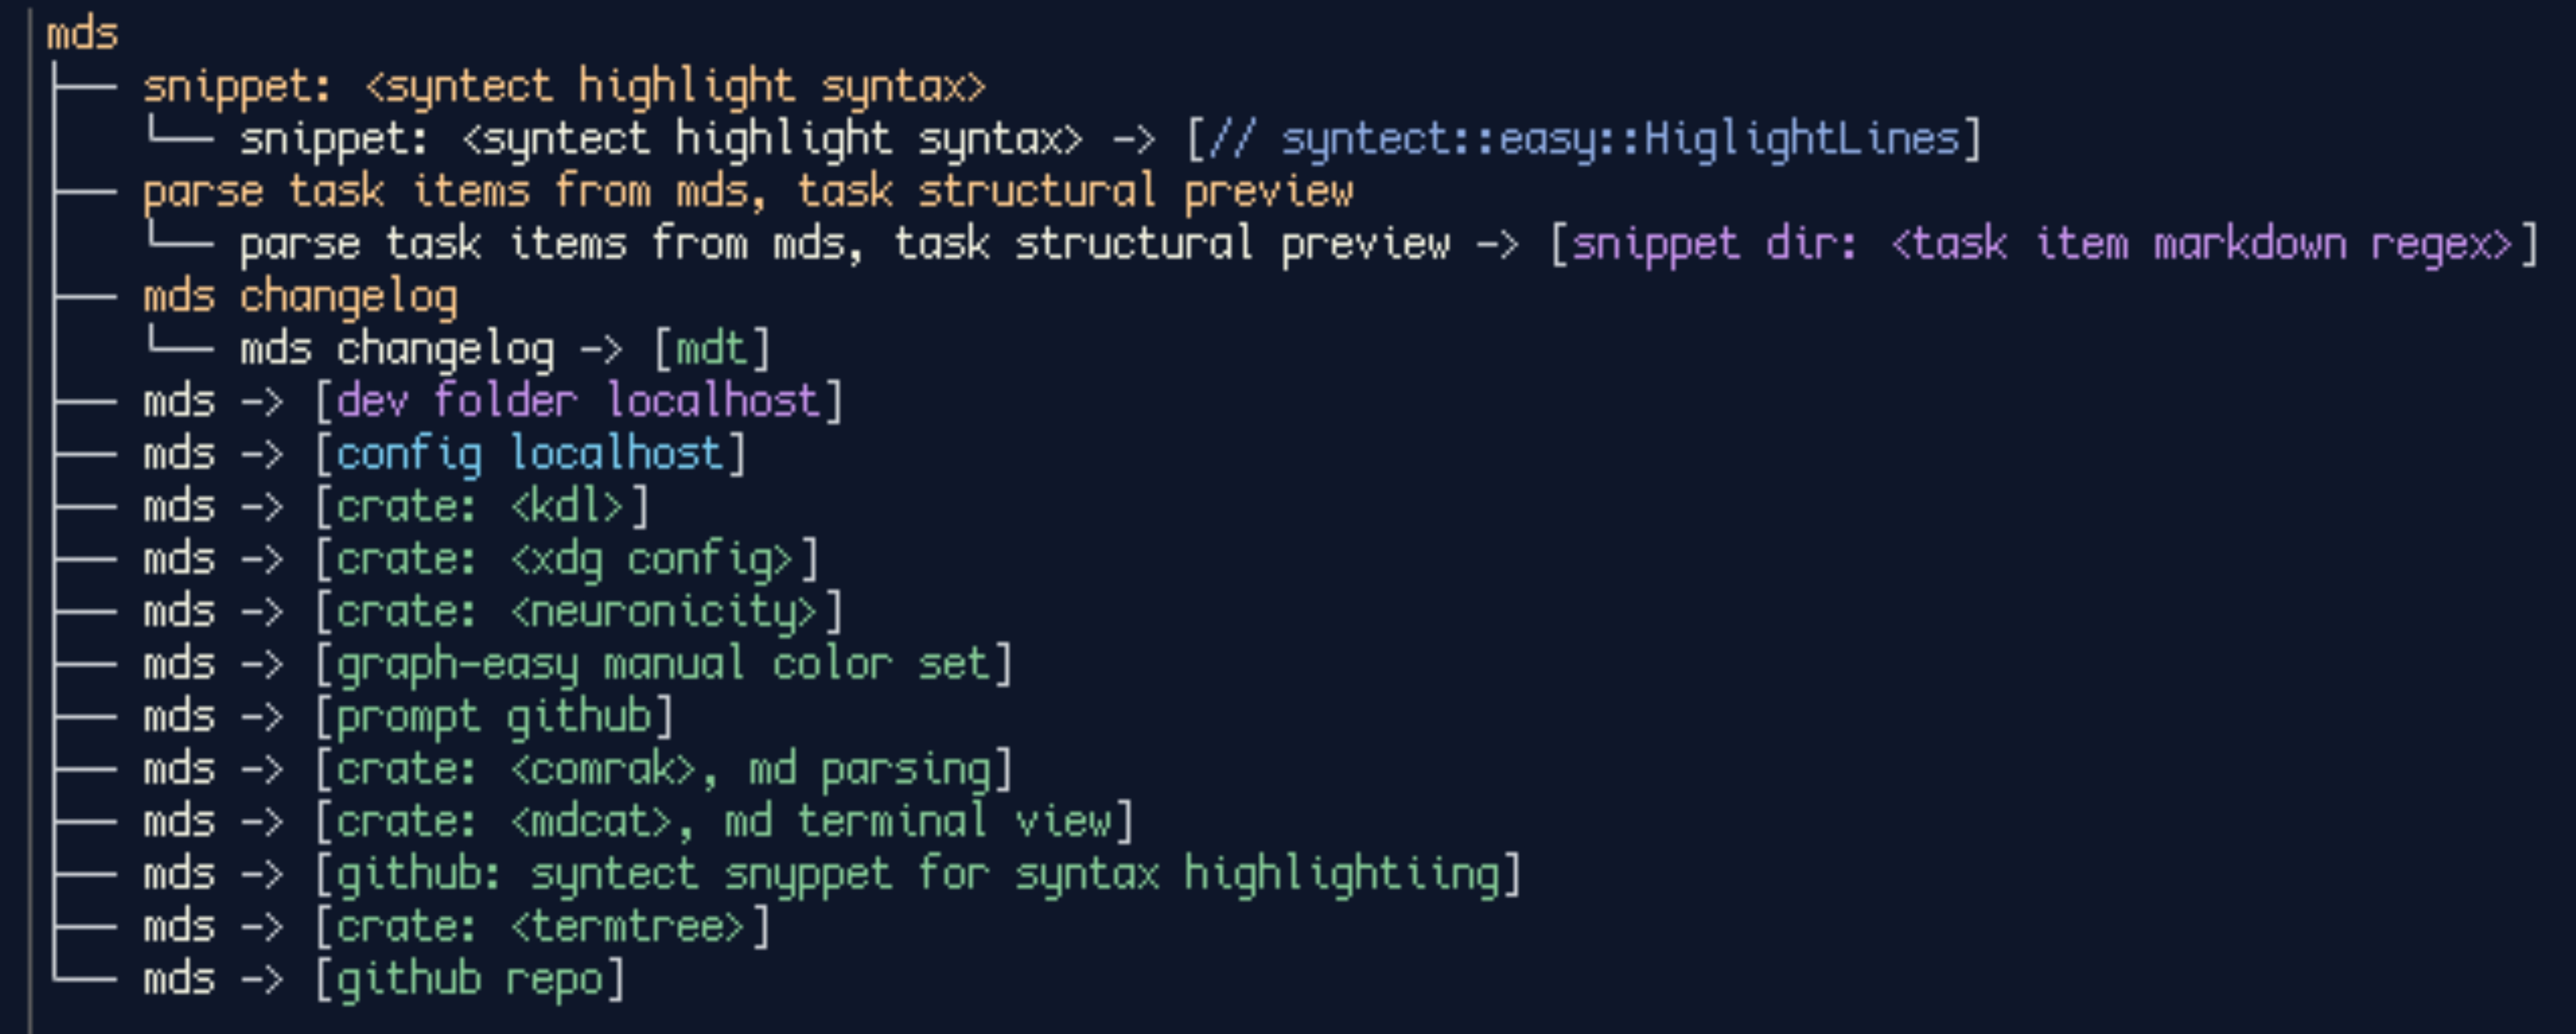 mds
├── snippet: <syntect highlight syntax>
│   └── snippet: <syntect highlight syntax> -> [// syntect::easy::HiglightLines]
├── parse task items from mds, task structural preview
│   └── parse task items from mds, task structural preview -> [snippet dir: <task item markdown regex>]
├── mds changelog
│   └── mds changelog -> [mdt]
├── mds -> [dev folder localhost]
├── mds -> [config localhost]
├── mds -> [crate: <kdl>]
├── mds -> [crate: <xdg config>]
├── mds -> [crate: <neuronicity>]
├── mds -> [graph-easy manual color set]
├── mds -> [prompt github]
├── mds -> [crate: <comrak>, md parsing]
├── mds -> [crate: <mdcat>, md terminal view]
├── mds -> [github: syntect snyppet for syntax highlightiing]
├── mds -> [crate: <termtree>]
└── mds -> [github repo]